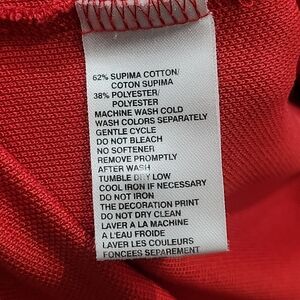 62% SUPIMA COTTON/
COTON SUPIMA
38% POLYESTER/
POLYESTER
MACHINE WASH COLD
WASH COLORS SEPARATELY
GENTLE CYCLE
DO NOT BLEACH
NO SOFTENER
REMOVE PROMPTLY
AFTER WASH
TUMBLE DRY LOW
COOL IRON IF NECESSARY
DO NOT IRON
THE DECORATION PRINT
DO NOT DRY CLEAN
LAVER A LA MACHINE
A L'EAU FROIDE
LAVER LES COULEURS
FONCEES SEPAREMENT